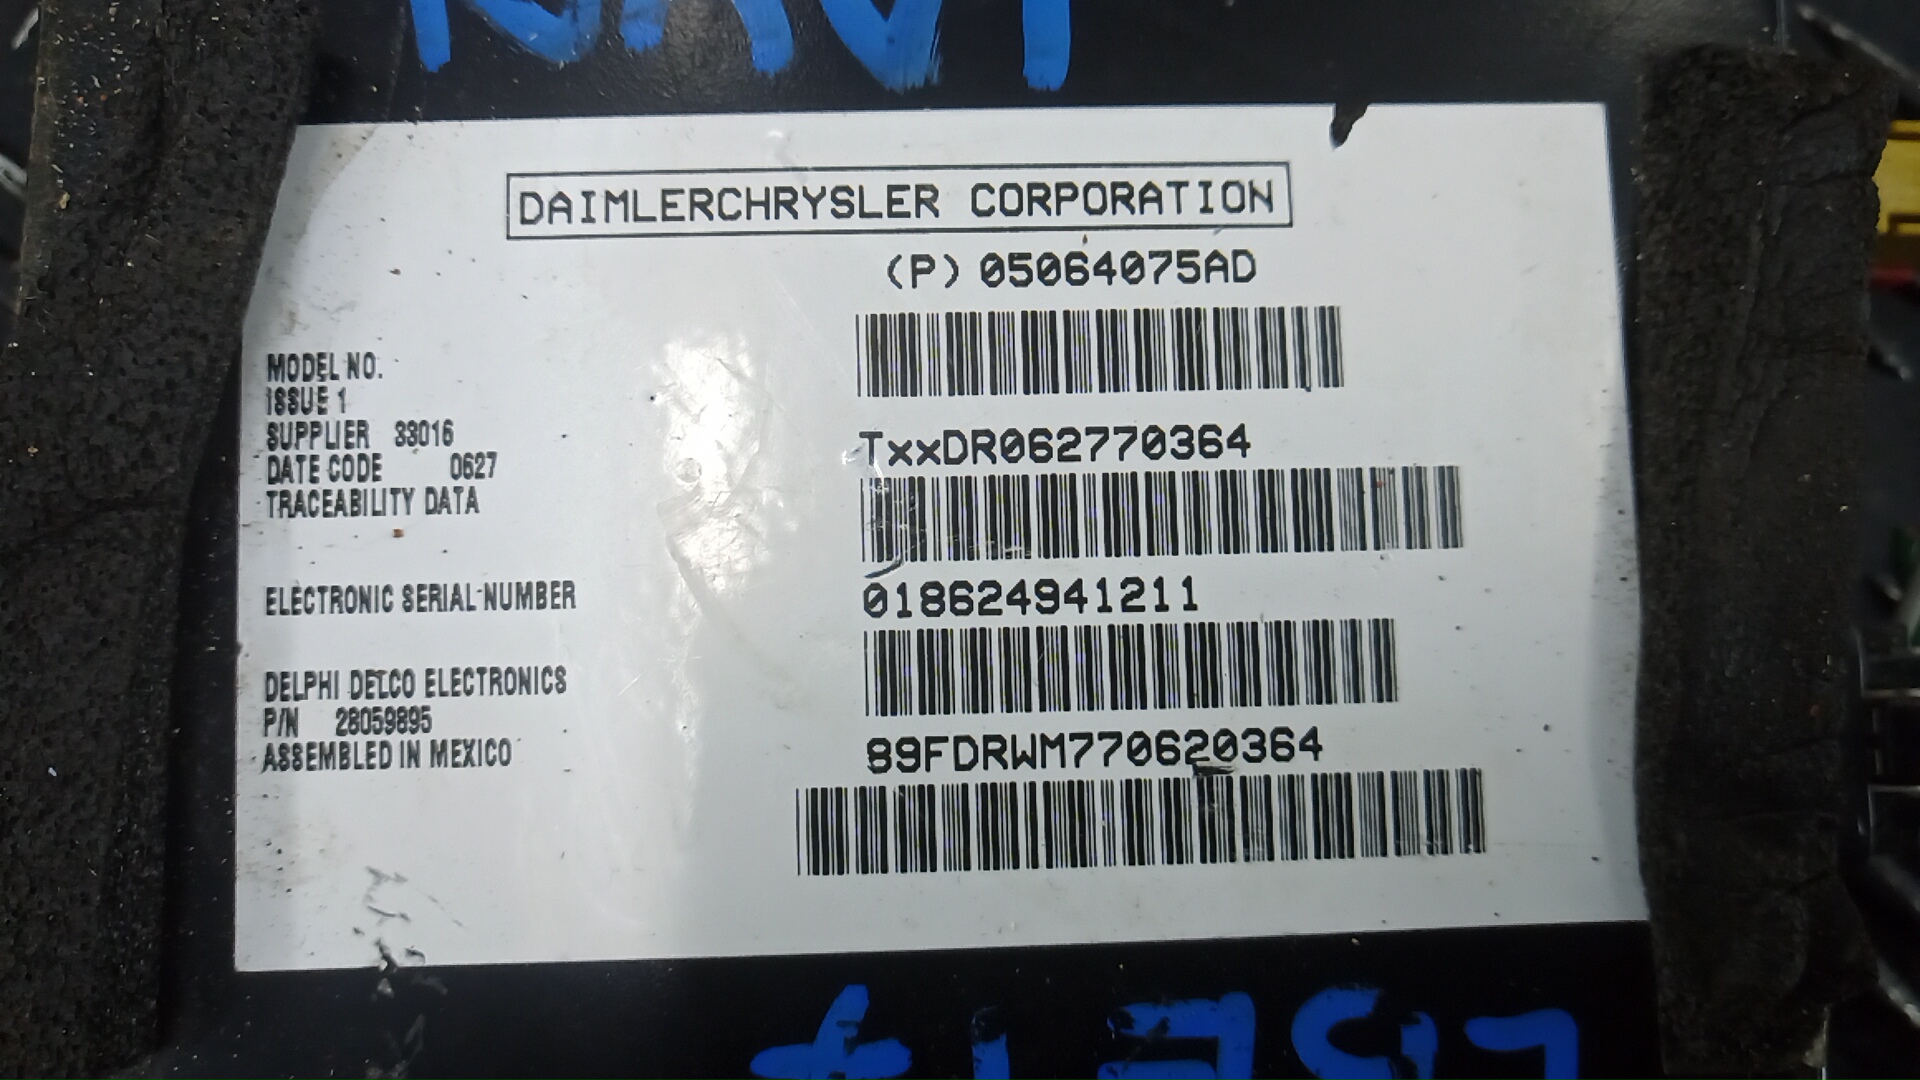 NAVI
DAIMLERCHRYSLER CORPORATION
(P) 05064075AD
MODEL NO.
ISSUE 1
SUPPLIER 33016
DATE CODE 0627
TRACEABILITY DATA
TxxDR062770364
ELECTRONIC SERIAL NUMBER
018624941211
DELPHI DELCO ELECTRONICS
P/N 28059895
ASSEMBLED IN MEXICO
89FDRWM770620364